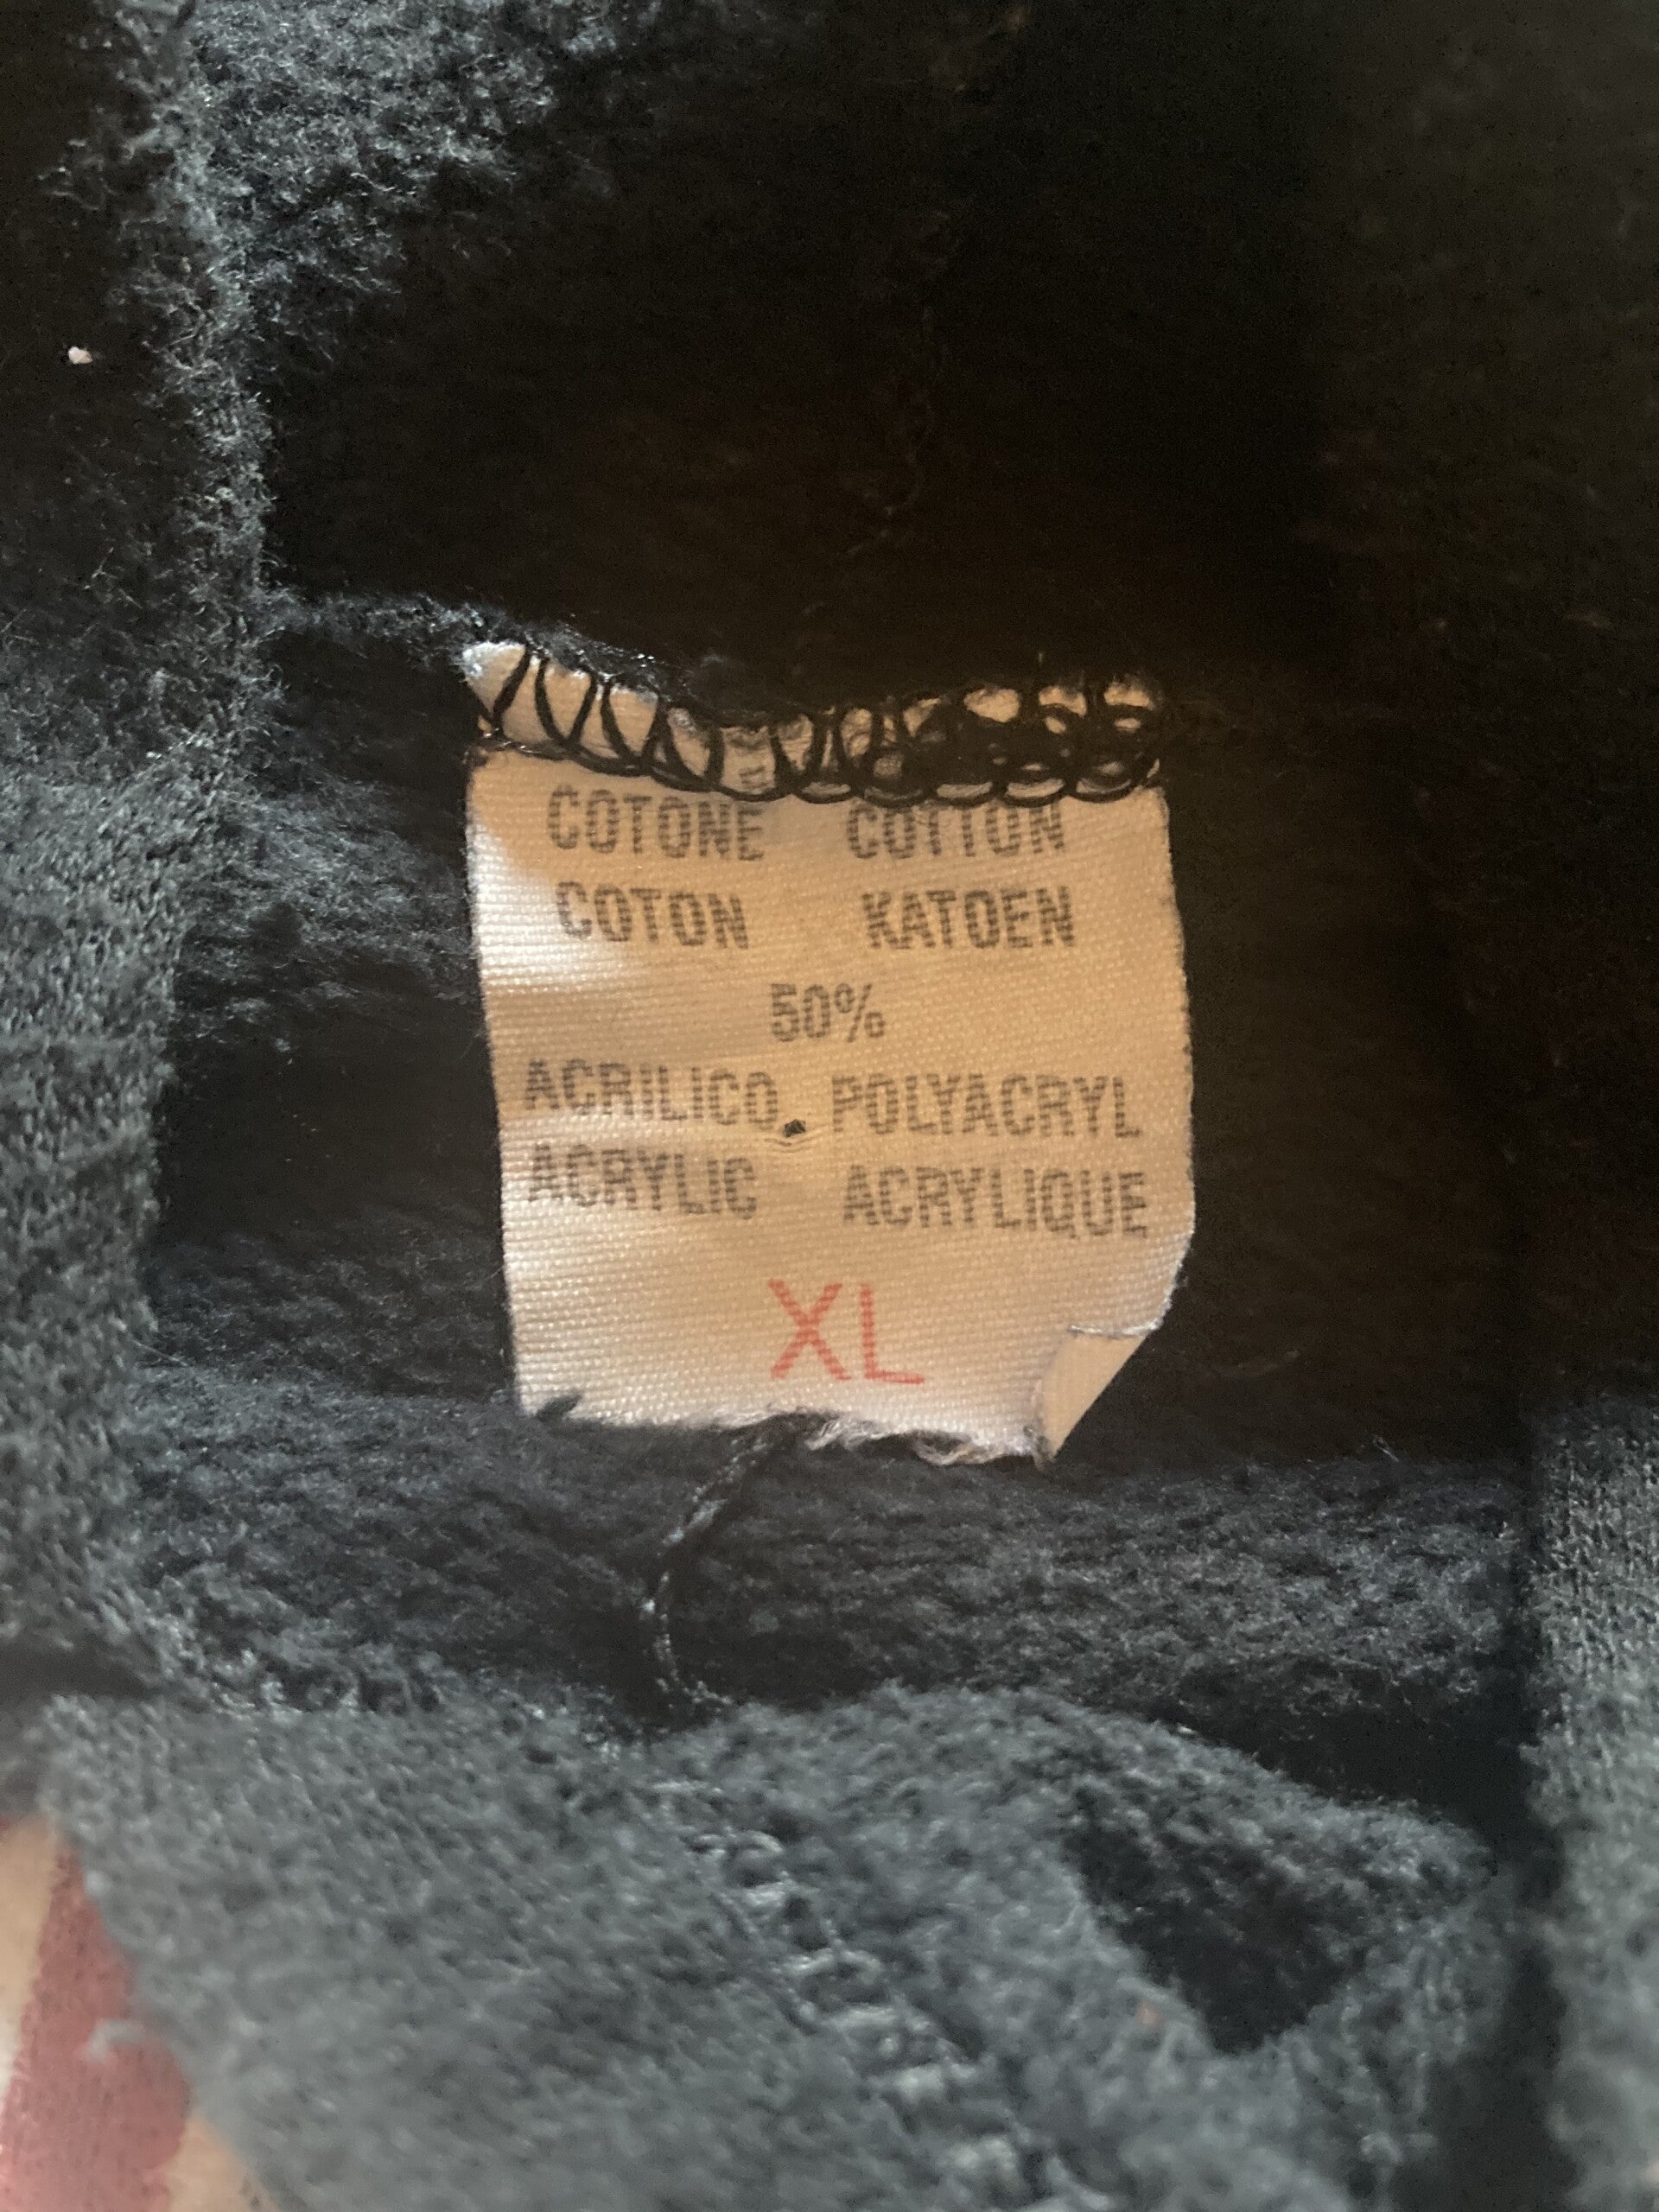 COTONE COTTON
COTON KATOEN
50%
ACRILICO POLYACRYL
ACRYLIC ACRYLIQUE
XL